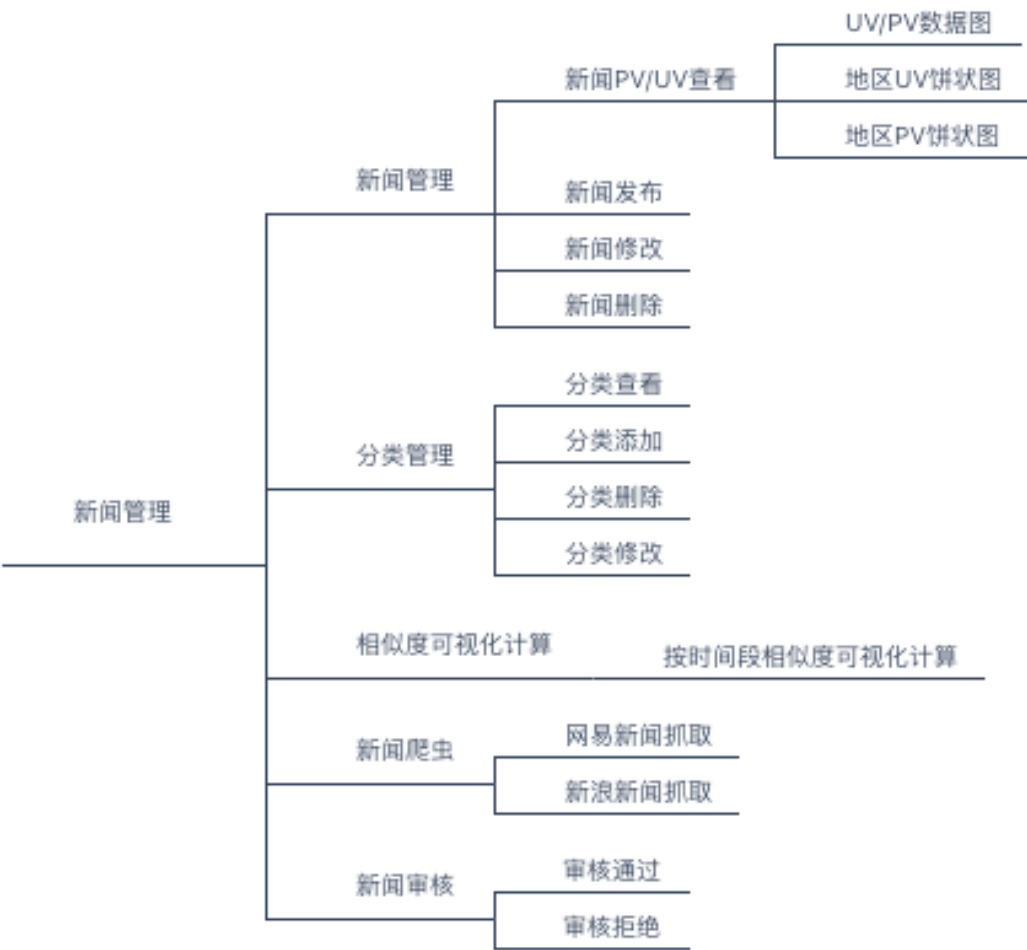 UV/PV数据图
新闻PV/UV查看
地区UV饼状图
地区PV饼状图
新闻管理
新闻发布
新闻修改
新闻删除
分类查看
分类添加
分类管理
分类删除
新闻管理
分类修改
相似度可视化计算
按时间段相似度可视化计算
网易新闻抓取
新闻爬虫
新浪新闻抓取
审核通过
新闻审核
审核拒绝